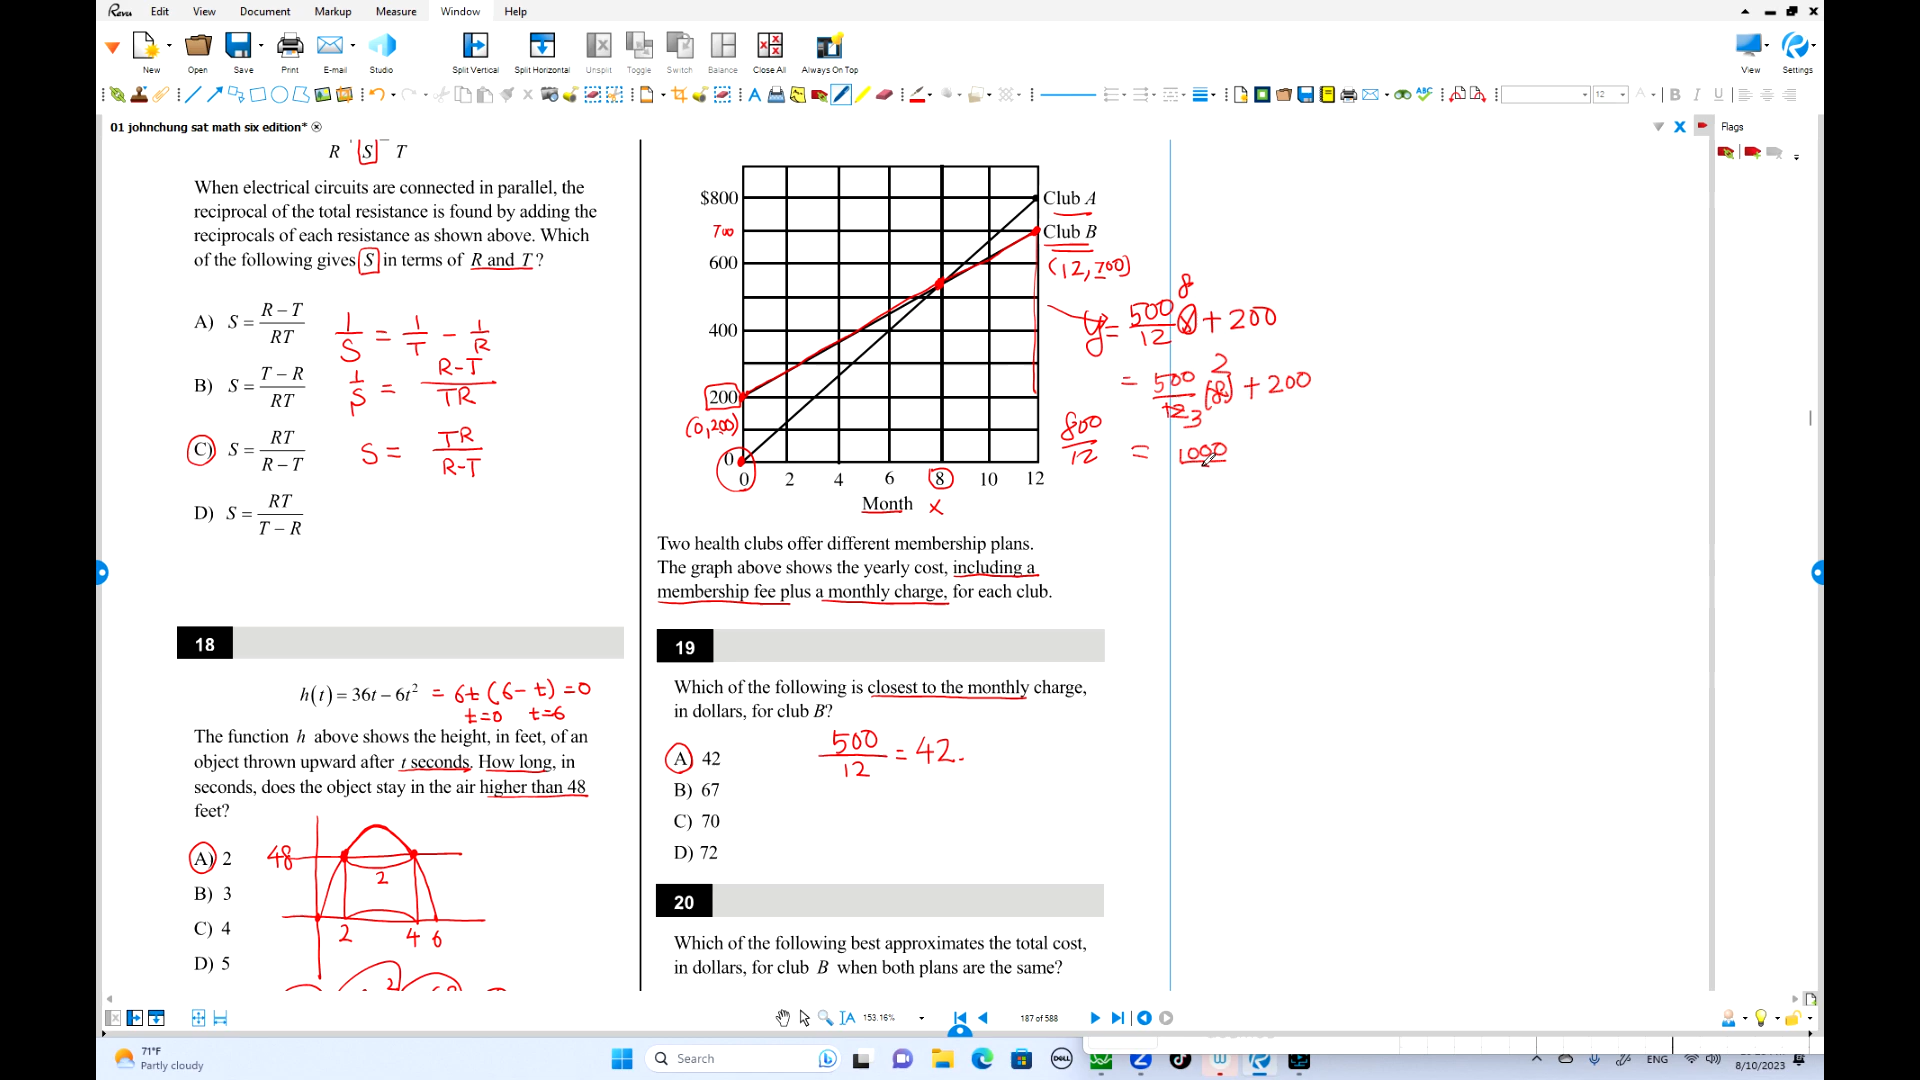 Revu Edit View Document Markup Measure Window Help
New Open Save Print E-mail Studio Split Vertical Split Horizontal Unsplit Toggle Switch Balance Close All Always On Top View Settings
12
01 johnchung sat math six edition*
Flags
R S T
When electrical circuits are connected in parallel, the
reciprocal of the total resistance is found by adding the
reciprocals of each resistance as shown above. Which
of the following gives S in terms of R and T?
A) S = (R − T)/RT
B) S = (T − R)/RT
C) S = RT/(R − T)
D) S = RT/(T − R)
1/S = 1/T − 1/R
1/S = (R-T)/TR
S = TR/(R-T)
18
h(t) = 36t − 6t² = 6t(6-t)=0
t=0 t=6
The function h above shows the height, in feet, of an
object thrown upward after t seconds. How long, in
seconds, does the object stay in the air higher than 48
feet?
A) 2
B) 3
C) 4
D) 5
48
2
2 4 6
2
$800
700
600
400
200
(0,200)
0
0 2 4 6 8 10 12
Month x
Club A
Club B
(12,700)
8
y = 500/12 x + 200
= 500/12 (8) + 200
2
3
800/12
= 1000
Two health clubs offer different membership plans.
The graph above shows the yearly cost, including a
membership fee plus a monthly charge, for each club.
19
Which of the following is closest to the monthly charge,
in dollars, for club B?
A) 42
B) 67
C) 70
D) 72
500/12 = 42.
20
Which of the following best approximates the total cost,
in dollars, for club B when both plans are the same?
153.16%
187 of 588
71°F
Partly cloudy
Search
DELL
ENG
8/10/2023